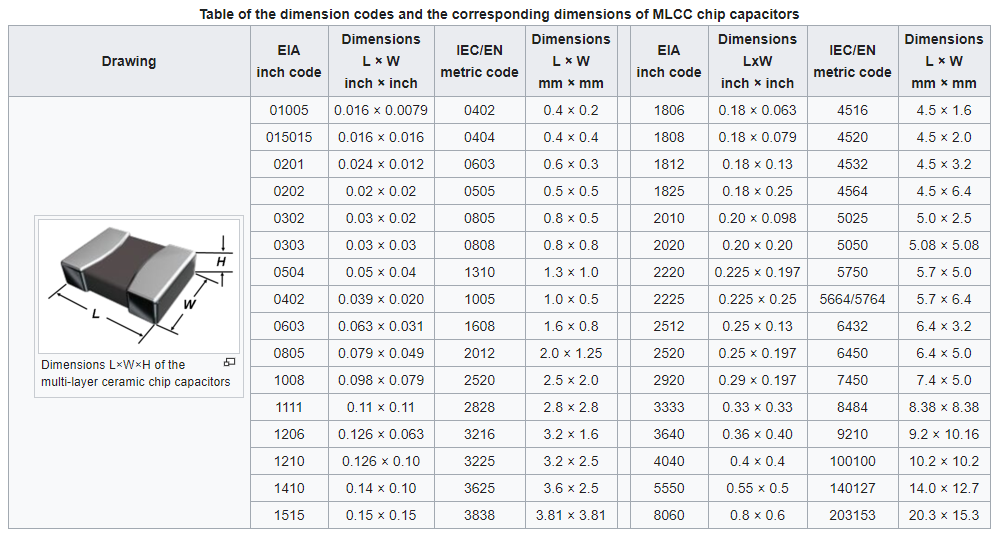 Table of the dimension codes and the corresponding dimensions of MLCC chip capacitors
Drawing EIA inch code Dimensions L × W inch × inch IEC/EN metric code Dimensions L × W mm × mm EIA inch code Dimensions LxW inch × inch IEC/EN metric code Dimensions L × W mm × mm
01005 0.016 × 0.0079 0402 0.4 × 0.2 1806 0.18 × 0.063 4516 4.5 × 1.6
015015 0.016 × 0.016 0404 0.4 × 0.4 1808 0.18 × 0.079 4520 4.5 × 2.0
0201 0.024 × 0.012 0603 0.6 × 0.3 1812 0.18 × 0.13 4532 4.5 × 3.2
0202 0.02 × 0.02 0505 0.5 × 0.5 1825 0.18 × 0.25 4564 4.5 × 6.4
0302 0.03 × 0.02 0805 0.8 × 0.5 2010 0.20 × 0.098 5025 5.0 × 2.5
0303 0.03 × 0.03 0808 0.8 × 0.8 2020 0.20 × 0.20 5050 5.08 × 5.08
0504 0.05 × 0.04 1310 1.3 × 1.0 2220 0.225 × 0.197 5750 5.7 × 5.0
0402 0.039 × 0.020 1005 1.0 × 0.5 2225 0.225 × 0.25 5664/5764 5.7 × 6.4
0603 0.063 × 0.031 1608 1.6 × 0.8 2512 0.25 × 0.13 6432 6.4 × 3.2
0805 0.079 × 0.049 2012 2.0 × 1.25 2520 0.25 × 0.197 6450 6.4 × 5.0
1008 0.098 × 0.079 2520 2.5 × 2.0 2920 0.29 × 0.197 7450 7.4 × 5.0
1111 0.11 × 0.11 2828 2.8 × 2.8 3333 0.33 × 0.33 8484 8.38 × 8.38
1206 0.126 × 0.063 3216 3.2 × 1.6 3640 0.36 × 0.40 9210 9.2 × 10.16
1210 0.126 × 0.10 3225 3.2 × 2.5 4040 0.4 × 0.4 100100 10.2 × 10.2
1410 0.14 × 0.10 3625 3.6 × 2.5 5550 0.55 × 0.5 140127 14.0 × 12.7
1515 0.15 × 0.15 3838 3.81 × 3.81 8060 0.8 × 0.6 203153 20.3 × 15.3
H
W
L
Dimensions L×W×H of the
multi-layer ceramic chip capacitors